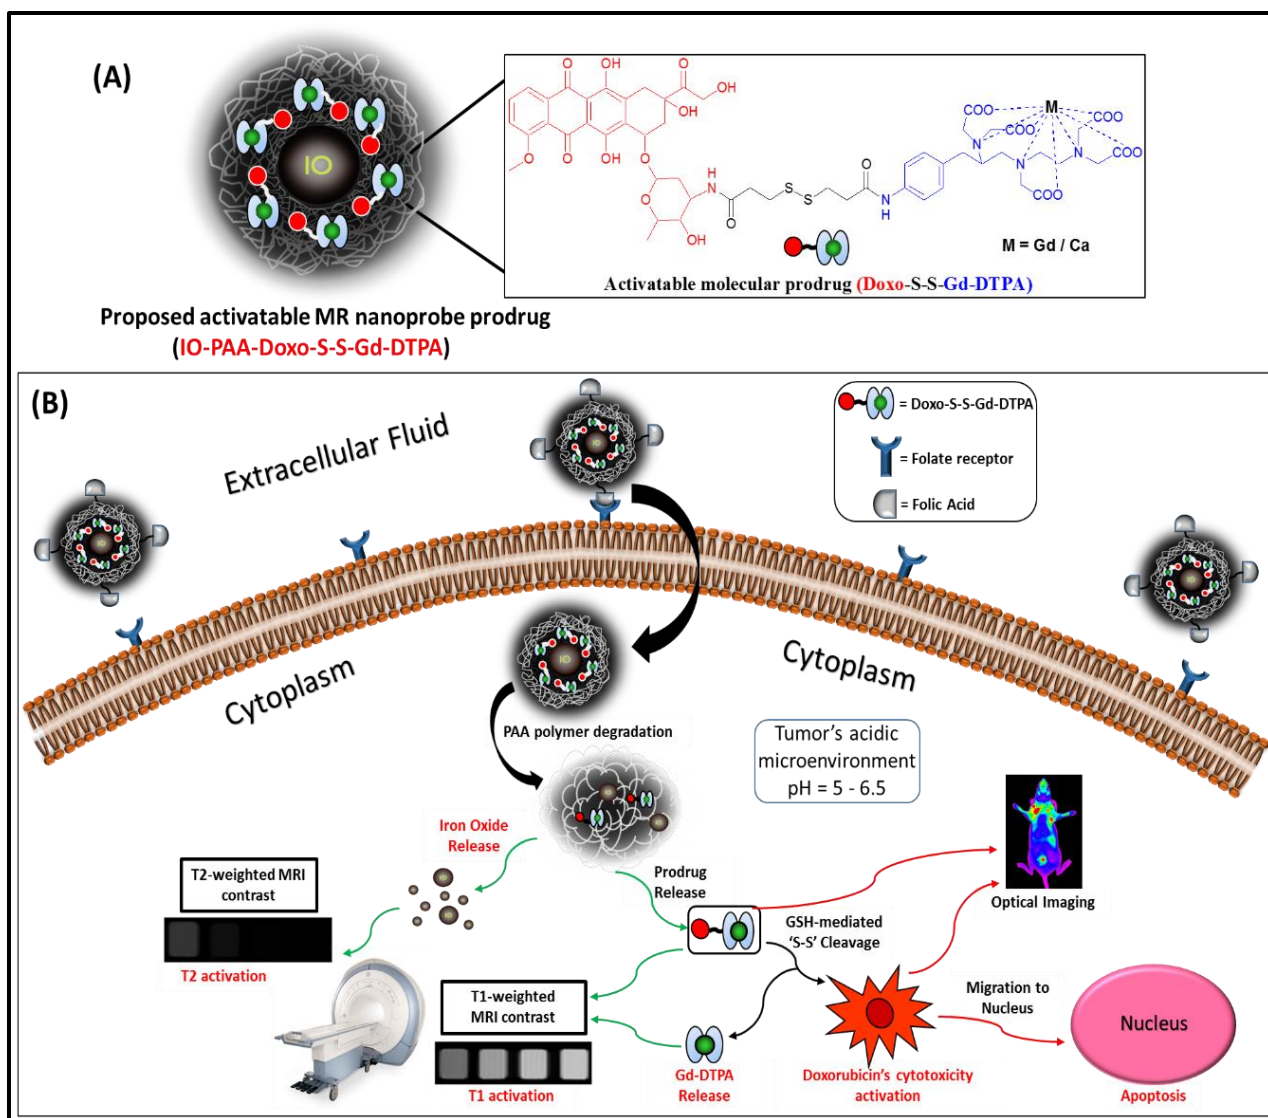 (A)
IO
O
OH
O
OH
OH
OH
O
O
OH
O
O
O
OH
N
H
O
S
S
O
N
H
M
COO
COO
COO
COO
COO
N
N
N
M = Gd / Ca
Activatable molecular prodrug (Doxo-S-S-Gd-DTPA)
Proposed activatable MR nanoprobe prodrug
(IO-PAA-Doxo-S-S-Gd-DTPA)
(B)
Extracellular Fluid
IO
IO
IO
= Doxo-S-S-Gd-DTPA
= Folate receptor
= Folic Acid
Cytoplasm
Cytoplasm
IO
PAA polymer degradation
Tumor's acidic
microenvironment
pH = 5 - 6.5
Iron Oxide
Release
T2-weighted MRI
contrast
T2 activation
Prodrug
Release
GSH-mediated
'S-S' Cleavage
Optical Imaging
T1-weighted
MRI contrast
T1 activation
Gd-DTPA
Release
Doxorubicin's cytotoxicity
activation
Migration to
Nucleus
Nucleus
Apoptosis